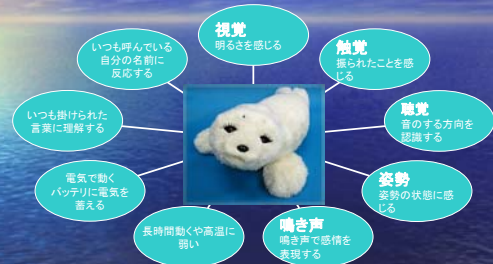 視覚
明るさを感じる
触覚
振られたことを感
じる
聴覚
音のする方向を
認識する
姿勢
姿勢の状態に感
じる
鳴き声
鳴き声で感情を
表現する
長時間動くや高温に
弱い
電気で動く
バッテリに電気を
蓄える
いつも掛けられた
言葉に理解する
いつも呼んでいる
自分の名前に
反応する